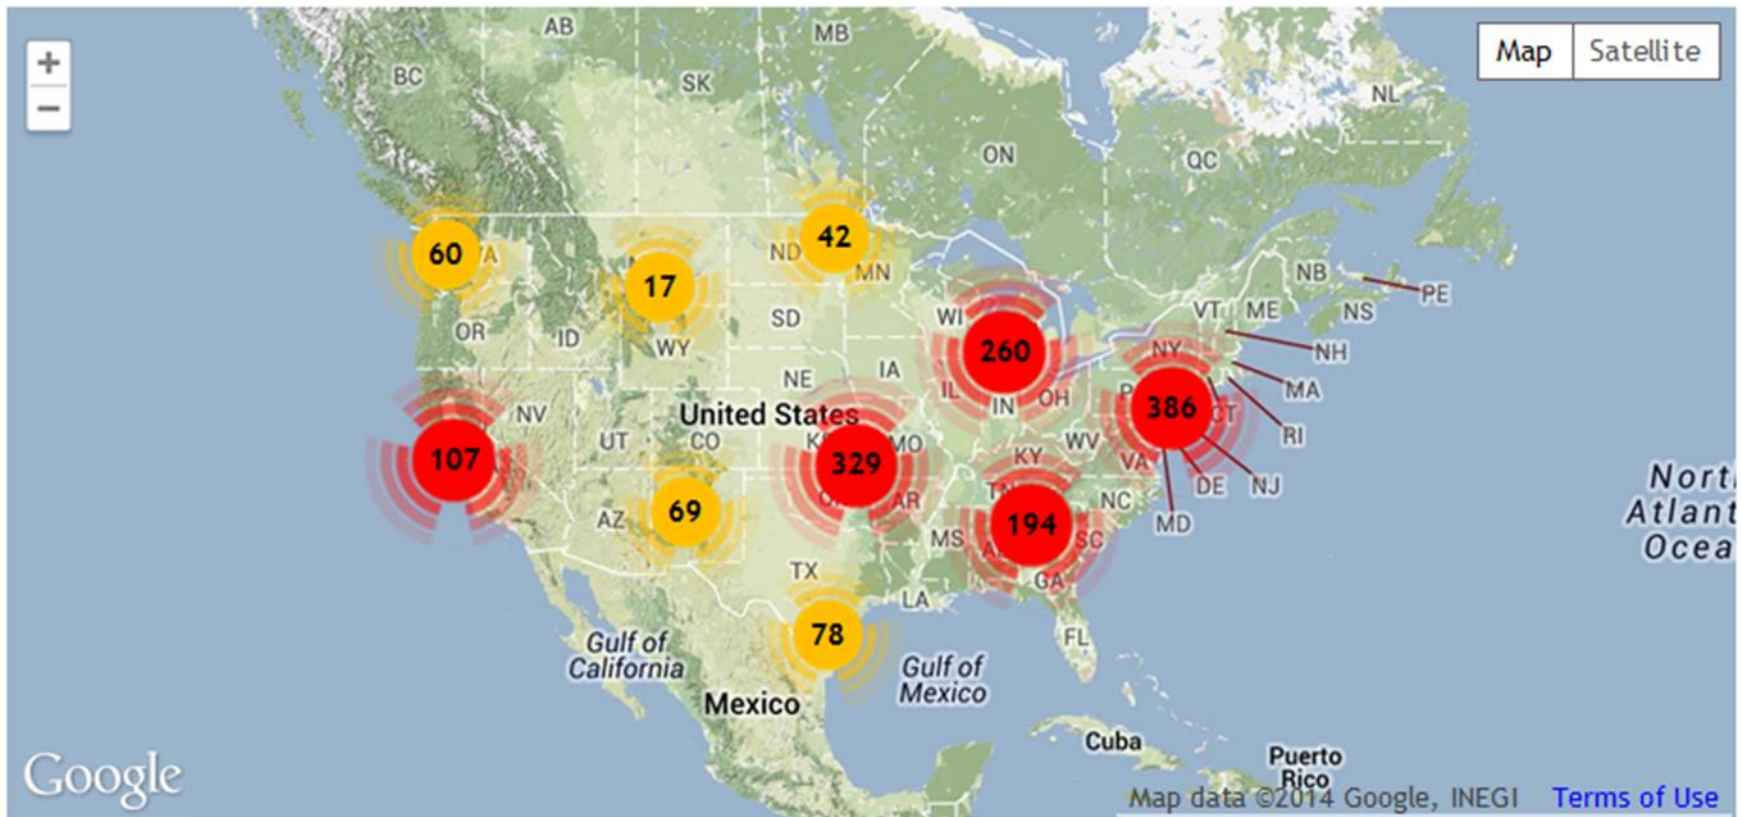 AB
MB
+
Map
Satellite
BC
SK
NL
−
ON
QC
60
42
ND
MN
17
NB
PE
VT
ME
NS
OR
ID
WY
SD
WI
260
NY
NH
NE
IA
IL
IN
OH
MA
386
CT
NV
United States
RI
UT
CO
MO
WV
107
329
KY
VA
DE
NJ
Nort
Atlant
Ocea
69
AZ
AR
194
NC
MD
MS
SC
TX
GA
LA
78
FL
Gulf of
California
Gulf of
Mexico
Mexico
Cuba
Puerto
Rico
Google
Map data ©2014 Google, INEGI
Terms of Use